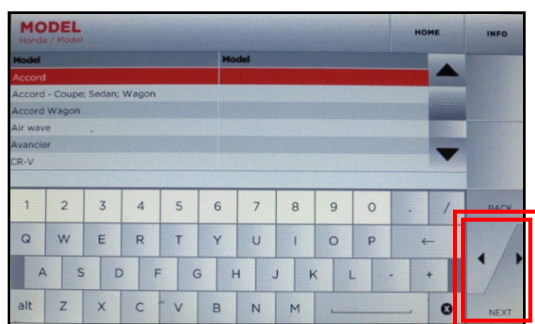 MODEL
Honda / Model
HOME
INFO
Model Model
Accord
Accord - Coupe; Sedan; Wagon
Accord Wagon
Air wave
Avancier
CR-V
1 2 3 4 5 6 7 8 9 0 . /
BACK
Q W E R T Y U I O P ←
A S D F G H J K L - +
alt Z X C V B N M
NEXT